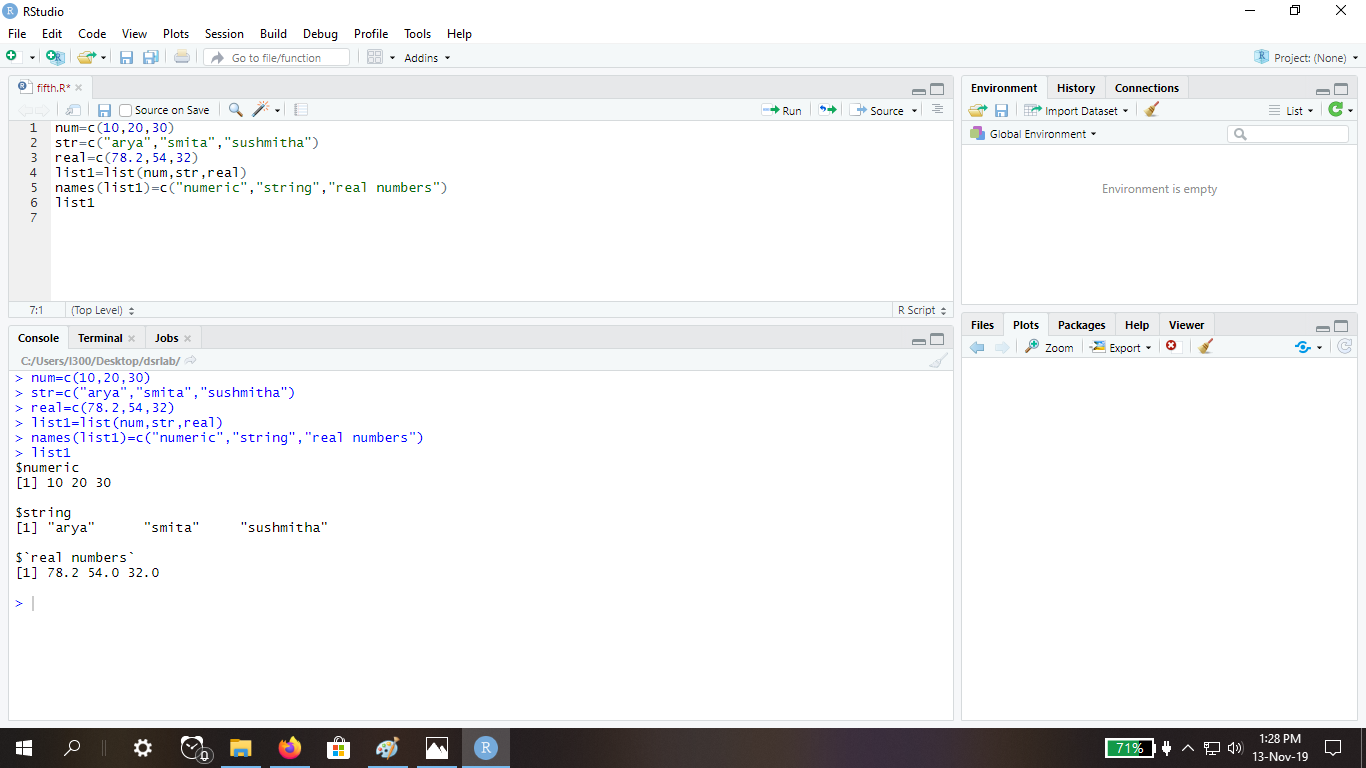 RStudio
File Edit Code View Plots Session Build Debug Profile Tools Help
Go to file/function Addins Project: (None)
fifth.R*
Source on Save Run Source
1 num=c(10,20,30)
2 str=c("arya","smita","sushmitha")
3 real=c(78.2,54,32)
4 list1=list(num,str,real)
5 names(list1)=c("numeric","string","real numbers")
6 list1
7
7:1 (Top Level) R Script
Console Terminal Jobs
C:/Users/I300/Desktop/dsrlab/
> num=c(10,20,30)
> str=c("arya","smita","sushmitha")
> real=c(78.2,54,32)
> list1=list(num,str,real)
> names(list1)=c("numeric","string","real numbers")
> list1
$numeric
[1] 10 20 30
$string
[1] "arya" "smita" "sushmitha"
$`real numbers`
[1] 78.2 54.0 32.0
>
Environment History Connections
Import Dataset List
Global Environment
Environment is empty
Files Plots Packages Help Viewer
Zoom Export
71% 1:28 PM
13-Nov-19